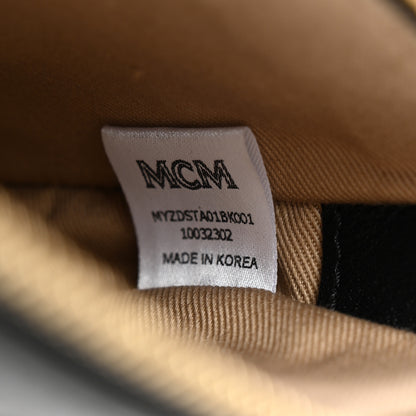 MCM
MYZDSTA01BK001
10032302
MADE IN KOREA